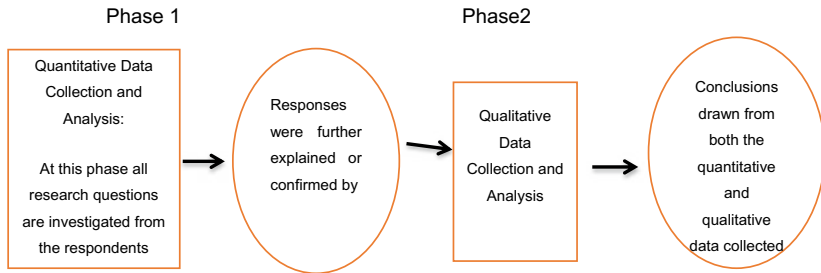 Phase 1
Phase2
Quantitative Data
Collection and
Analysis:
At this phase all
research questions
are investigated from
the respondents
Responses
were further
explained or
confirmed by
Qualitative
Data
Collection and
Analysis
Conclusions
drawn from
both the
quantitative
and
qualitative
data collected